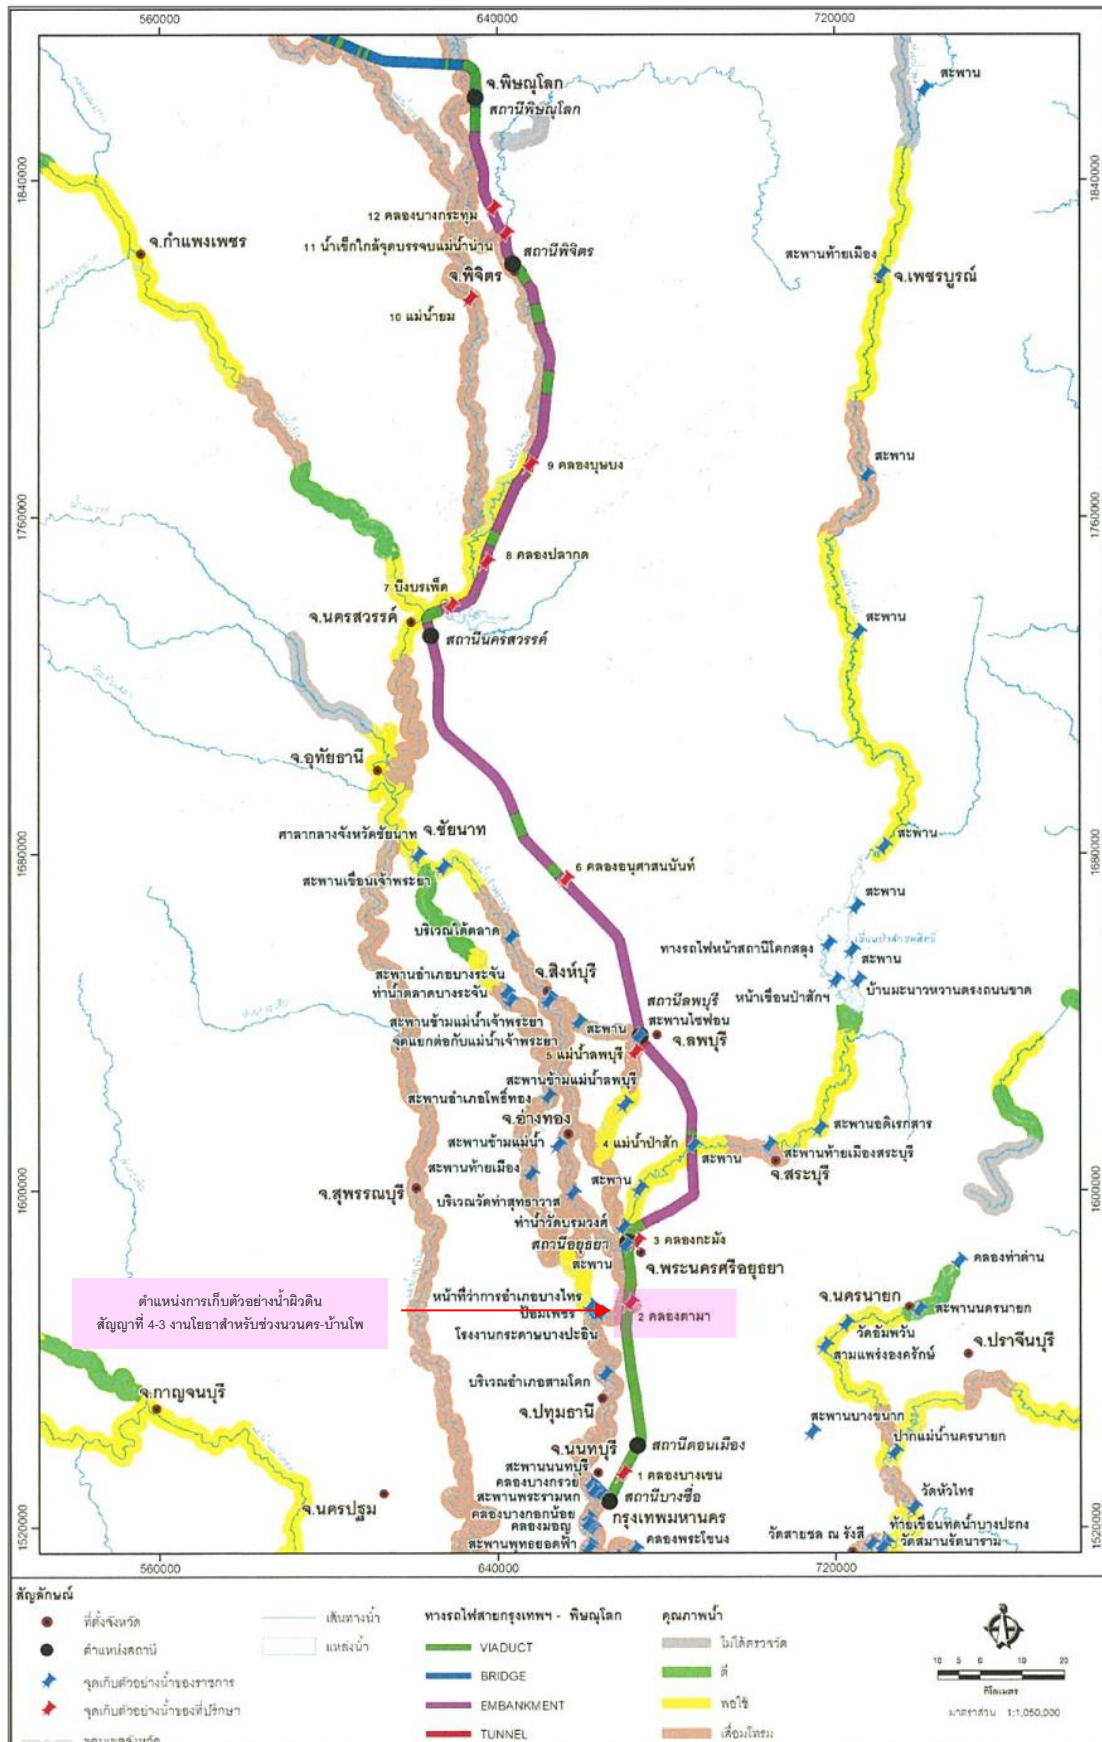 560000
640000
720000
สะพาน
จ.พิษณุโลก
สถานีพิษณุโลก
1840000
1840000
12 คลองบางกระทุ่ม
11 น้ำเข็กใกล้จุดบรรจบแม่น้ำน่าน
สถานีพิจิตร
จ.กำแพงเพชร
สะพานท้ายเมือง
จ.เพชรบูรณ์
จ.พิจิตร
10 แม่น้ำยม
สะพาน
9 คลองบุษบง
1760000
1760000
8 คลองปลากด
7 บึงบรเพ็ด
จ.นครสวรรค์
สถานีนครสวรรค์
สะพาน
จ.อุทัยธานี
จ.ชัยนาท
ศาลากลางจังหวัดชัยนาท
สะพาน
1680000
1680000
6 คลองอนุศาสนนันท์
สะพานเขื่อนเจ้าพระยา
สะพาน
บริเวณใต้ตลาด
ทางรถไฟหน้าสถานีโคกสลุง
เขื่อนป่าสักชลสิทธิ์
สะพาน
สะพานอำเภอบางระจัน
จ.สิงห์บุรี
ท่าน้ำตลาดบางระจัน
หน้าเขื่อนป่าสักฯ
บ้านมะนาวหวานตรงถนนขาด
สถานีลพบุรี
สะพานข้ามแม่น้ำเจ้าพระยา
สะพาน
สะพานไซฟอน
จุดแยกต่อกับแม่น้ำเจ้าพระยา
จ.ลพบุรี
5 แม่น้ำลพบุรี
สะพานข้ามแม่น้ำลพบุรี
สะพานอำเภอโพธิ์ทอง
จ.อ่างทอง
สะพานอดิเรกสาร
สะพานข้ามแม่น้ำ
4 แม่น้ำป่าสัก
สะพาน
สะพานท้ายเมืองสระบุรี
จ.สระบุรี
สะพานท้ายเมือง
สะพาน
จ.สุพรรณบุรี
1600000
1600000
บริเวณวัดท่าสุทธาวาส
ท่าน้ำวัดบรมวงศ์
สถานีอยุธยา
3 คลองกะมัง
สะพาน
จ.พระนครศรีอยุธยา
คลองท่าด่าน
หน้าที่ว่าการอำเภอบางไทร
ตำแหน่งการเก็บตัวอย่างน้ำผิวดิน
สัญญาที่ 4-3 งานโยธาสำหรับช่วงนวนคร-บ้านโพ
ป้อมเพชร
2 คลองตามา
จ.นครนายก
สะพานนครนายก
วัดอัมพวัน
โรงงานกระดาษบางปะอิน
สามแพร่งองครักษ์
จ.ปราจีนบุรี
บริเวณอำเภอสามโคก
จ.กาญจนบุรี
จ.ปทุมธานี
สะพานบางขนาก
ปากแม่น้ำนครนายก
จ.นนทบุรี
สถานีดอนเมือง
สะพานนนทบุรี
1 คลองบางเขน
คลองบางกรวย
สะพานพระรามหก
สถานีบางซื่อ
จ.นครปฐม
วัดหัวไทร
คลองบางกอกน้อย
กรุงเทพมหานคร
คลองมอญ
ท้ายเขื่อนทดน้ำบางปะกง
1520000
1520000
สะพานพุทธยอดฟ้า
คลองพระโขนง
วัดสายชล ณ รังสี
วัดสมานรัตนาราม
560000
640000
720000
สัญลักษณ์
ที่ตั้งจังหวัด
ตำแหน่งสถานี
จุดเก็บตัวอย่างน้ำของราชการ
จุดเก็บตัวอย่างน้ำของที่ปรึกษา
ขอบเขตจังหวัด
เส้นทางน้ำ
แหล่งน้ำ
ทางรถไฟสายกรุงเทพฯ - พิษณุโลก
VIADUCT
BRIDGE
EMBANKMENT
TUNNEL
คุณภาพน้ำ
ไม่ได้ตรวจวัด
ดี
พอใช้
เสื่อมโทรม
10 5 0 10 20
กิโลเมตร
มาตราส่วน 1:1,050,000